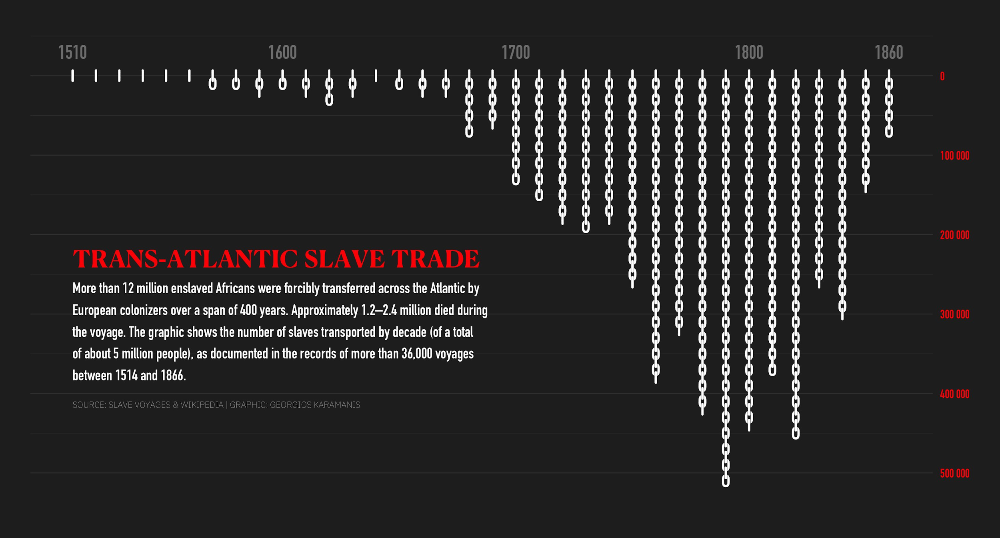 1510 1600 1700 1800 1860
0
100 000
200 000
TRANS-ATLANTIC SLAVE TRADE
More than 12 million enslaved Africans were forcibly transferred across the Atlantic by
European colonizers over a span of 400 years. Approximately 1.2–2.4 million died during
300 000
the voyage. The graphic shows the number of slaves transported by decade (of a total
of about 5 million people), as documented in the records of more than 36,000 voyages
between 1514 and 1866.
400 000
SOURCE: SLAVE VOYAGES & WIKIPEDIA | GRAPHIC: GEORGIOS KARAMANIS
500 000